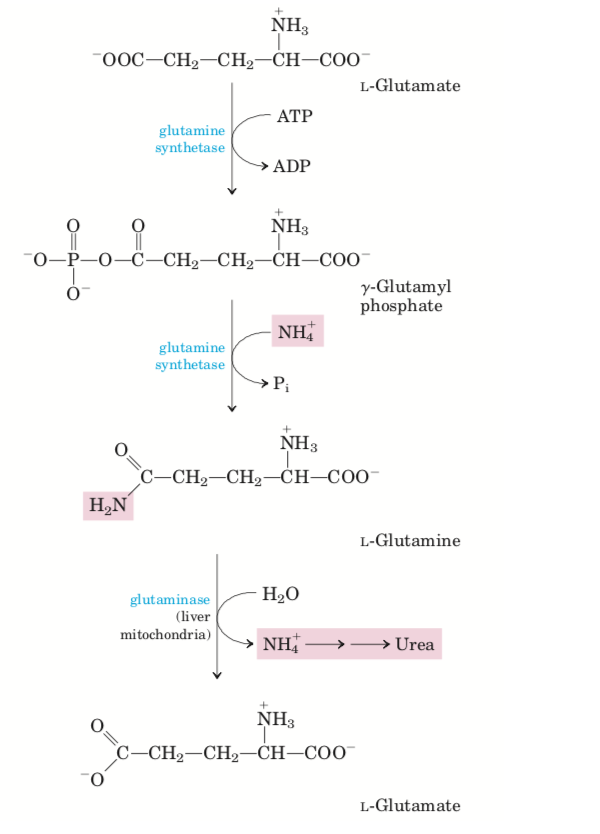 ⁺NH₃
⁻OOC—CH₂—CH₂—CH—COO⁻
L-Glutamate
ATP
glutamine
synthetase
ADP
O O ⁺NH₃
⁻O—P—O—C—CH₂—CH₂—CH—COO⁻
O⁻
γ-Glutamyl
phosphate
NH₄⁺
glutamine
synthetase
Pᵢ
O ⁺NH₃
C—CH₂—CH₂—CH—COO⁻
H₂N
L-Glutamine
H₂O
glutaminase
(liver
mitochondria)
NH₄⁺ ⟶ ⟶ Urea
O ⁺NH₃
C—CH₂—CH₂—CH—COO⁻
⁻O
L-Glutamate